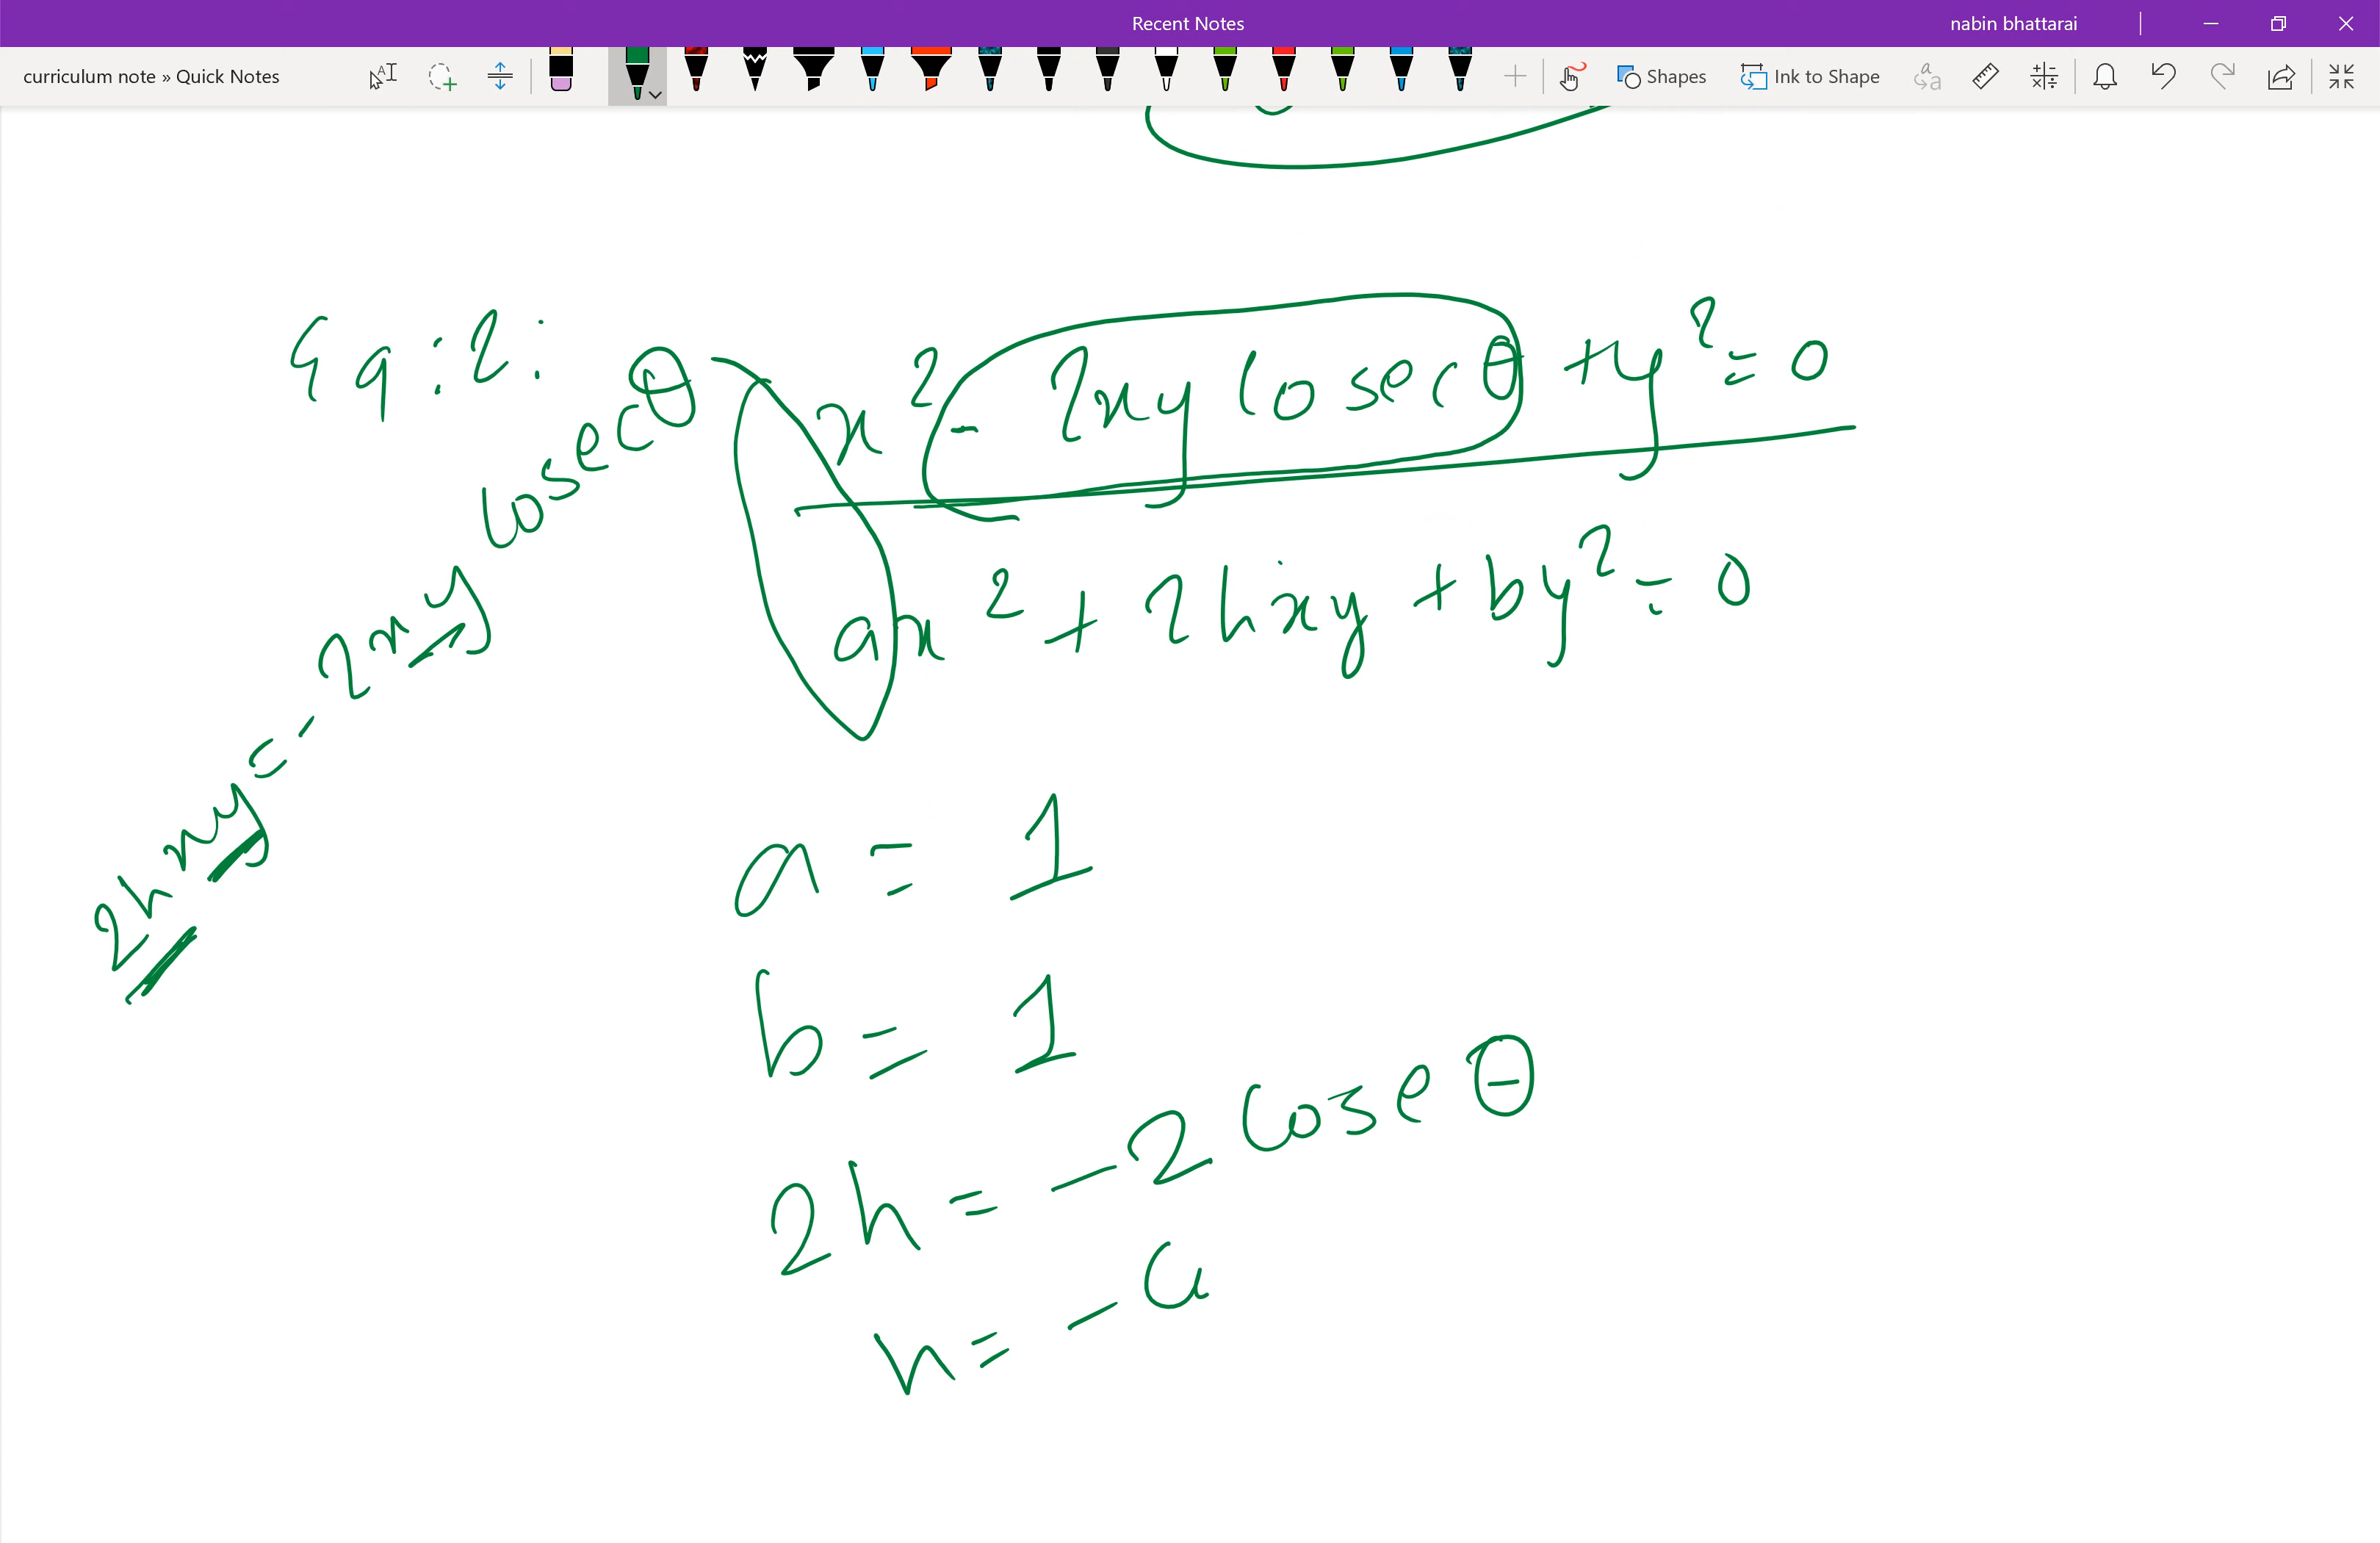 Recent Notes
nabin bhattarai
curriculum note » Quick Notes
Shapes
Ink to Shape
Eq:2:
x² - 2xy cosecθ + y² = 0
ax² + 2hxy + by² = 0
2hxy = - 2xy cosecθ
a = 1
b = 1
2h = -2 cose θ
h = - c